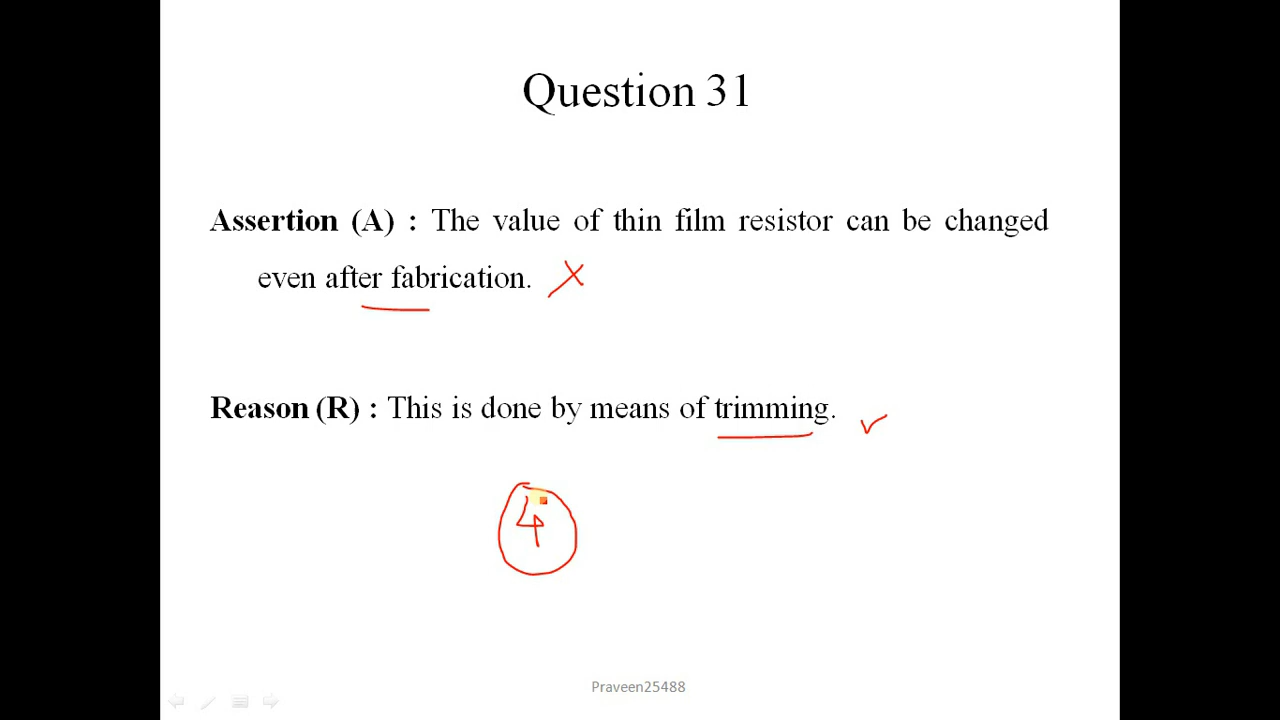 Question 31
Assertion (A) : The value of thin film resistor can be changed
even after fabrication.
Reason (R) : This is done by means of trimming.
4
Praveen25488